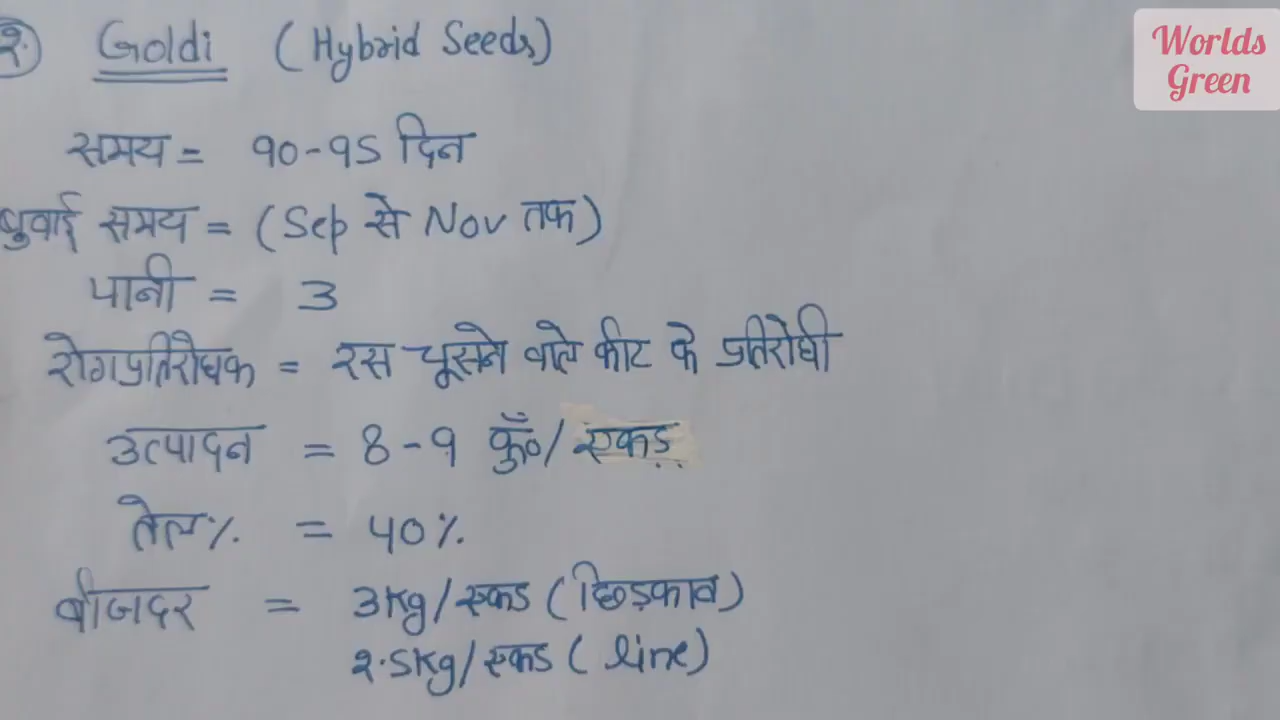 २. Goldi (Hybrid Seeds)
Worlds
Green
समय = 90-95 दिन
बुवाई समय = (Sep से Nov तक)
पानी = 3
रोगप्रतिरोधक = रस चूसने वाले कीट के प्रतिरोधी
उत्पादन = 8-9 कुँ०/एकड़
तेल% = 40%
बीजदर = 3Kg/एकड (छिड़काव)
२.5Kg/एकड (line)